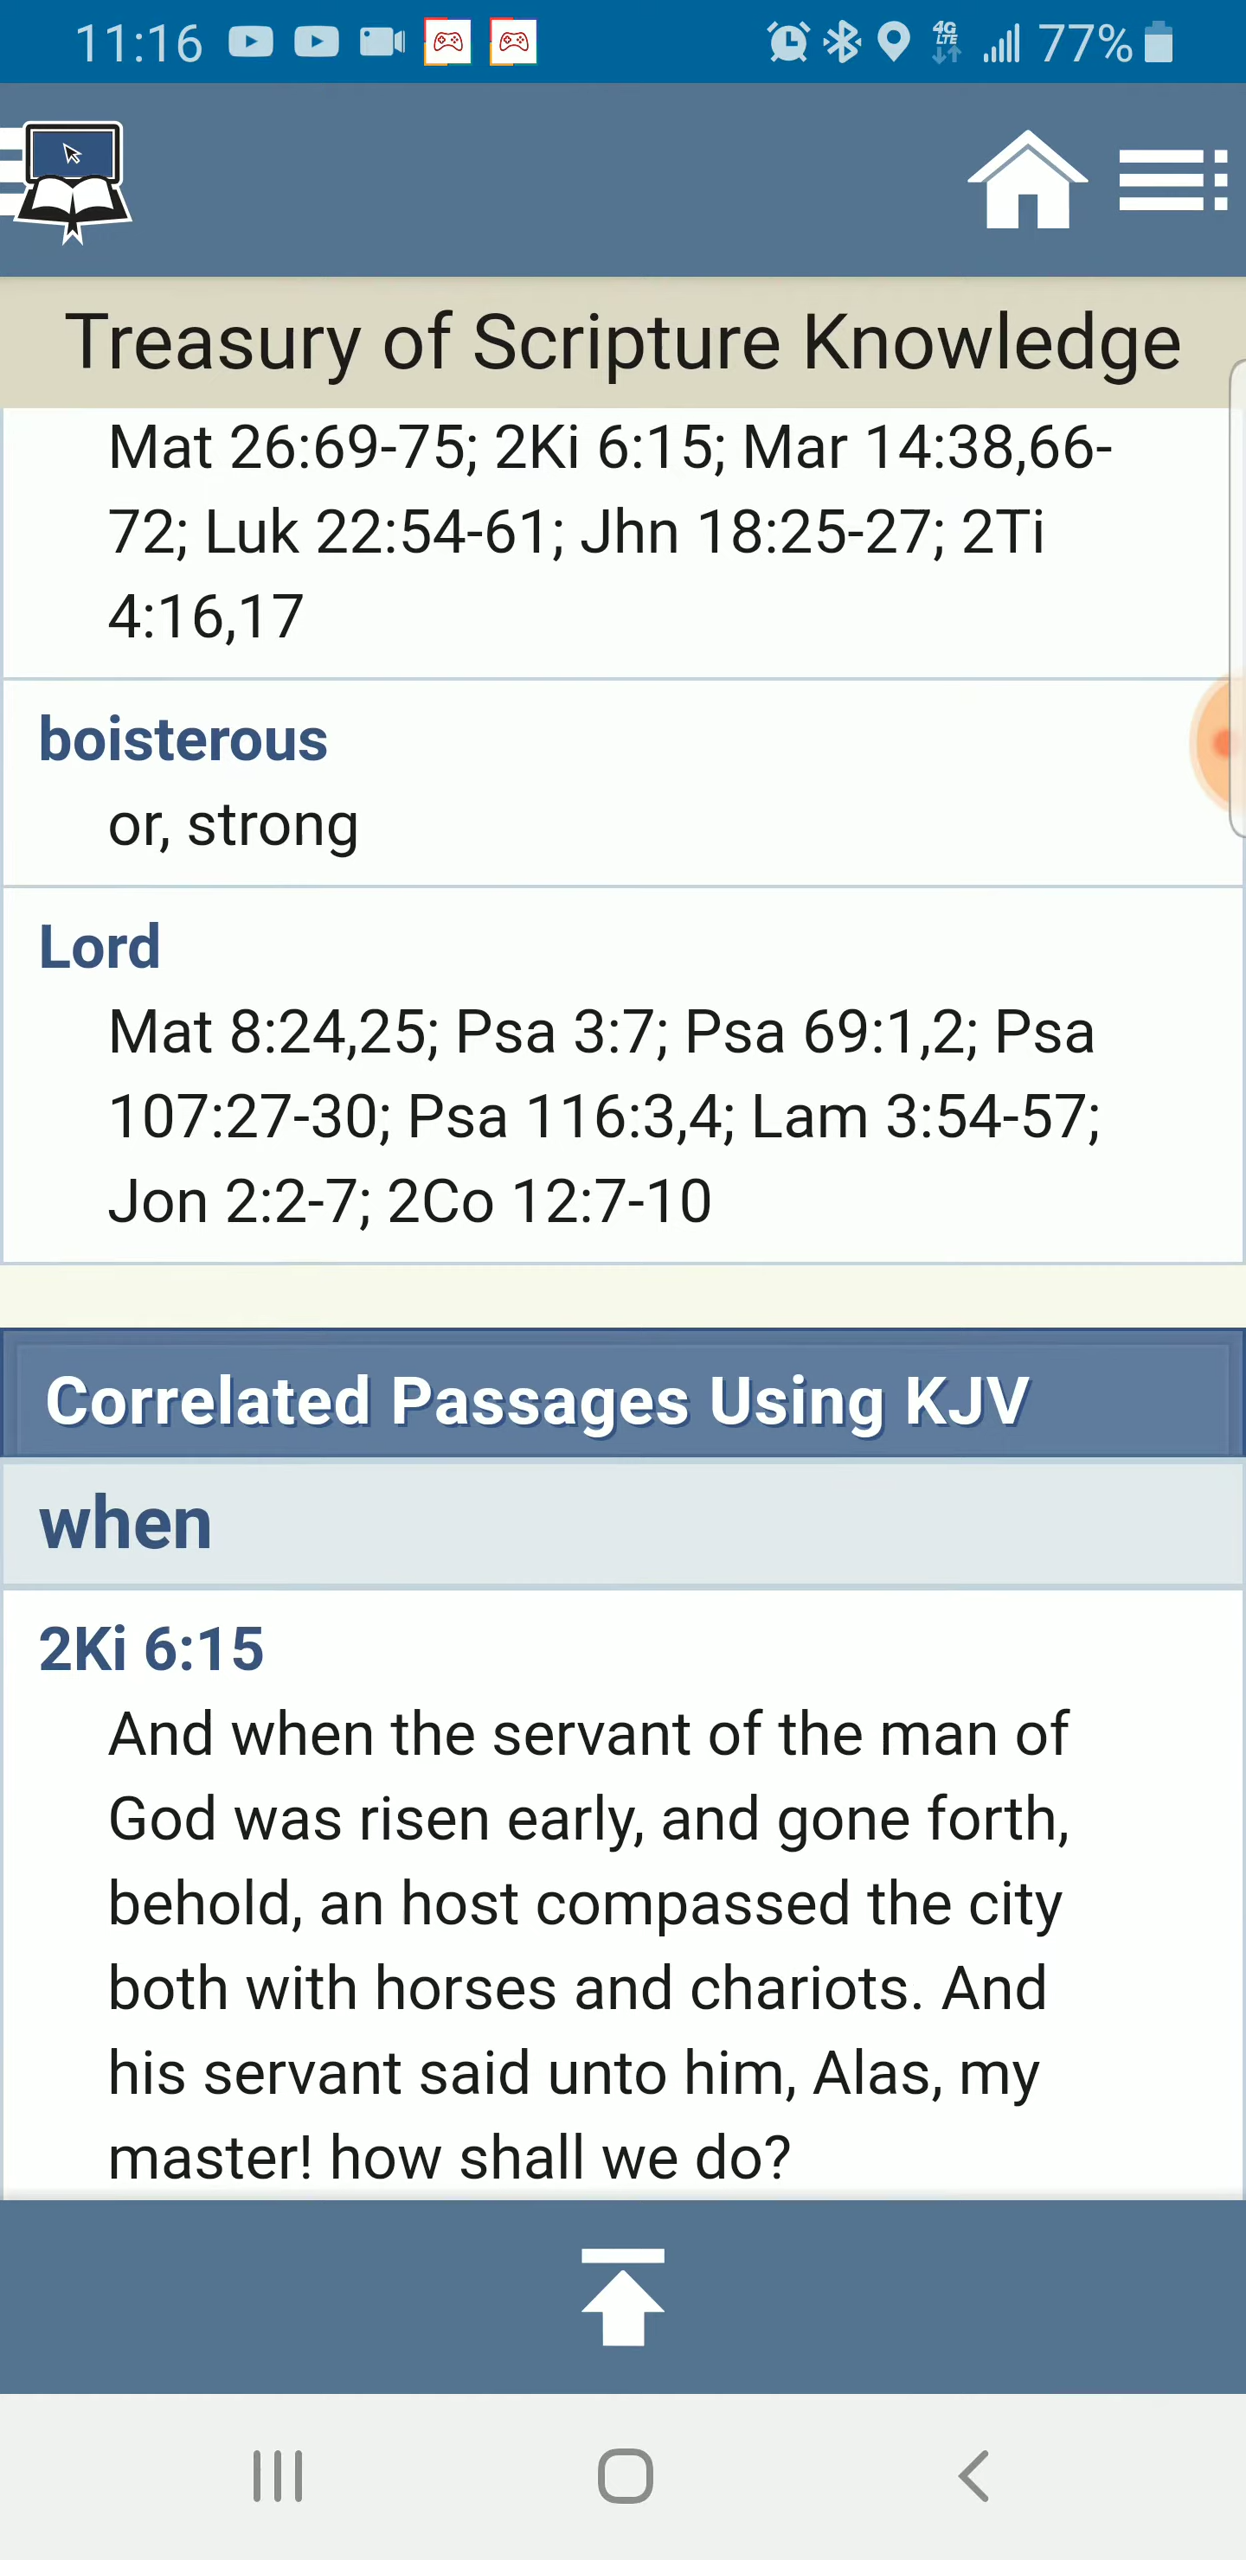 11:16
4G
LTE
77%
Treasury of Scripture Knowledge
Mat 26:69-75; 2Ki 6:15; Mar 14:38,66-
72; Luk 22:54-61; Jhn 18:25-27; 2Ti
4:16,17
boisterous
or, strong
Lord
Mat 8:24,25; Psa 3:7; Psa 69:1,2; Psa
107:27-30; Psa 116:3,4; Lam 3:54-57;
Jon 2:2-7; 2Co 12:7-10
Correlated Passages Using KJV
when
2Ki 6:15
And when the servant of the man of
God was risen early, and gone forth,
behold, an host compassed the city
both with horses and chariots. And
his servant said unto him, Alas, my
master! how shall we do?